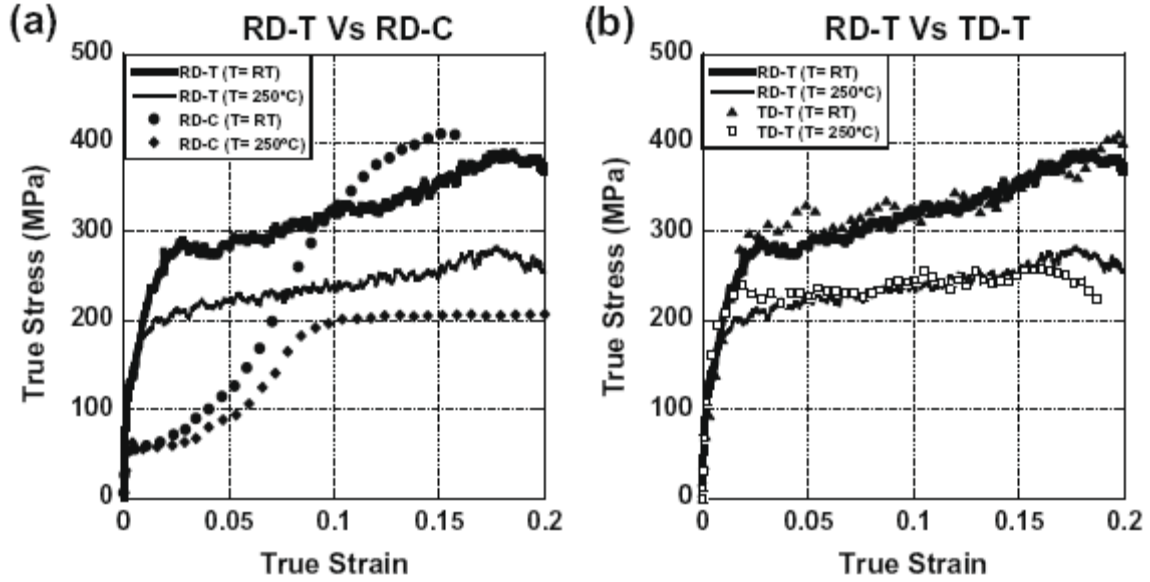 (a)
RD-T Vs RD-C
500
400
300
200
100
0
RD-T (T= RT)
RD-T (T= 250°C)
RD-C (T= RT)
RD-C (T= 250°C)
True Stress (MPa)
0 0.05 0.1 0.15 0.2
True Strain
(b)
RD-T Vs TD-T
500
400
300
200
100
0
RD-T (T= RT)
RD-T (T= 250°C)
TD-T (T= RT)
TD-T (T= 250°C)
True Stress (MPa)
0 0.05 0.1 0.15 0.2
True Strain